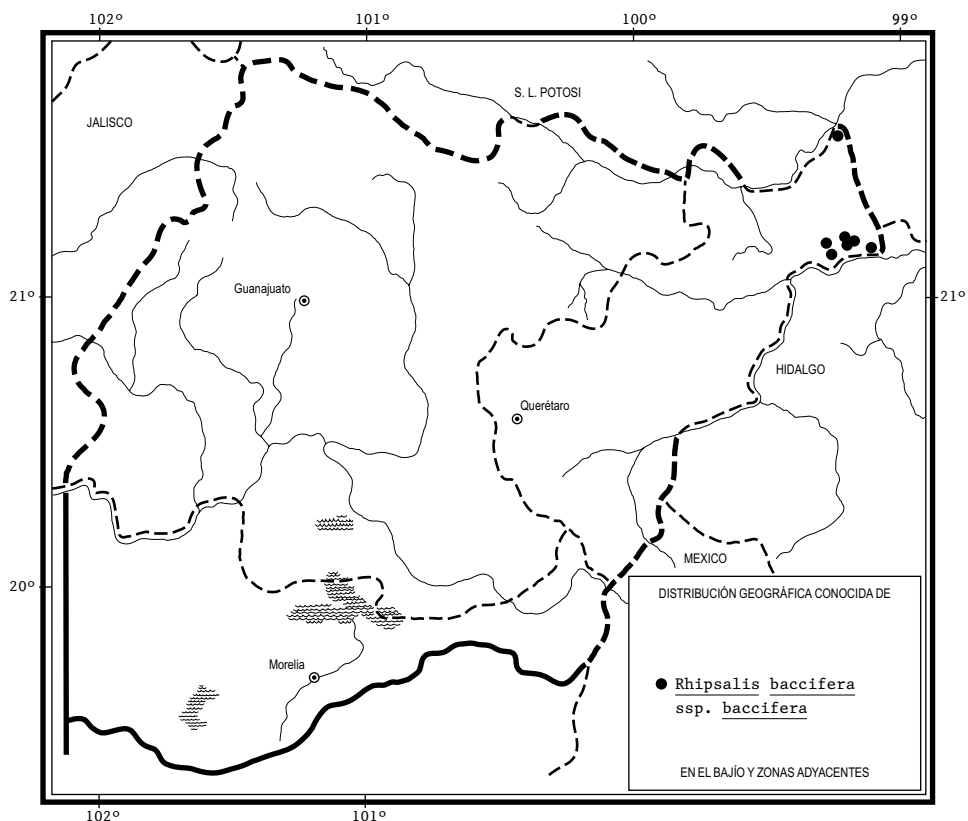 102º 101º 100º 99º
S. L. POTOSI
JALISCO
Guanajuato
21º 21º
HIDALGO
Querétaro
MEXICO
20º
DISTRIBUCIÓN GEOGRÁFICA CONOCIDA DE
Morelia
Rhipsalis baccifera
ssp. baccifera
EN EL BAJÍO Y ZONAS ADYACENTES
102º 101º